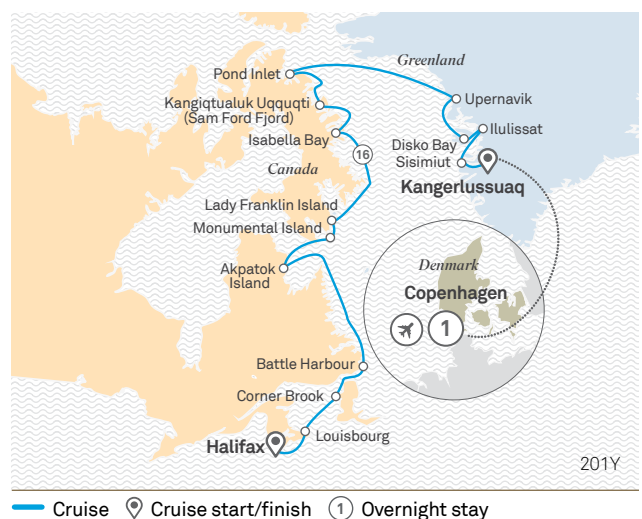 Greenland
Pond Inlet
Upernavik
Kangiqtualuk Uqquqti
(Sam Ford Fjord)
Ilulissat
Isabella Bay
Disko Bay
16
Sisimiut
Canada
Kangerlussuaq
Lady Franklin Island
Monumental Island
Akpatok
Island
Denmark
Copenhagen
1
Battle Harbour
Corner Brook
Louisbourg
Halifax
201Y
Cruise
Cruise start/finish
1 Overnight stay